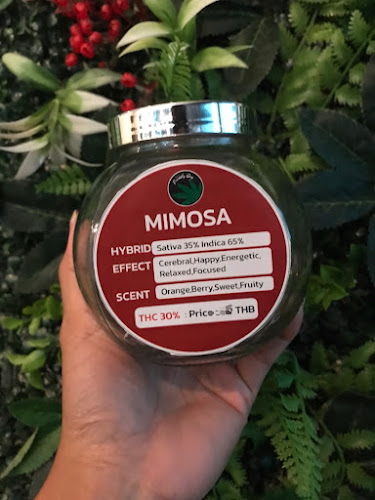 MIMOSA
HYBRID Sativa 35% Indica 65%
EFFECT Cerebral,Happy,Energetic,
Relaxed,Focused
SCENT Orange,Berry,Sweet,Fruity
THC 30% : Price THB